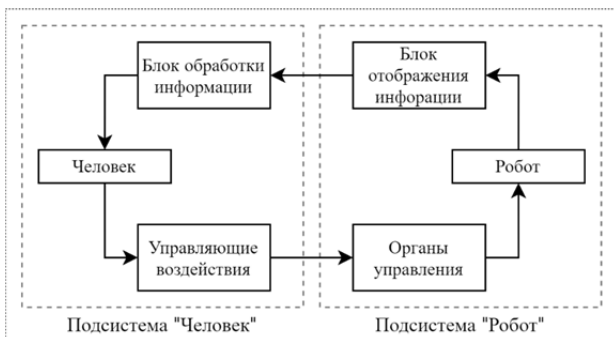 Блок обработки
информации
Блок
отображения
инфорации
Человек
Робот
Управляющие
воздействия
Органы
управления
Подсистема "Человек"
Подсистема "Робот"